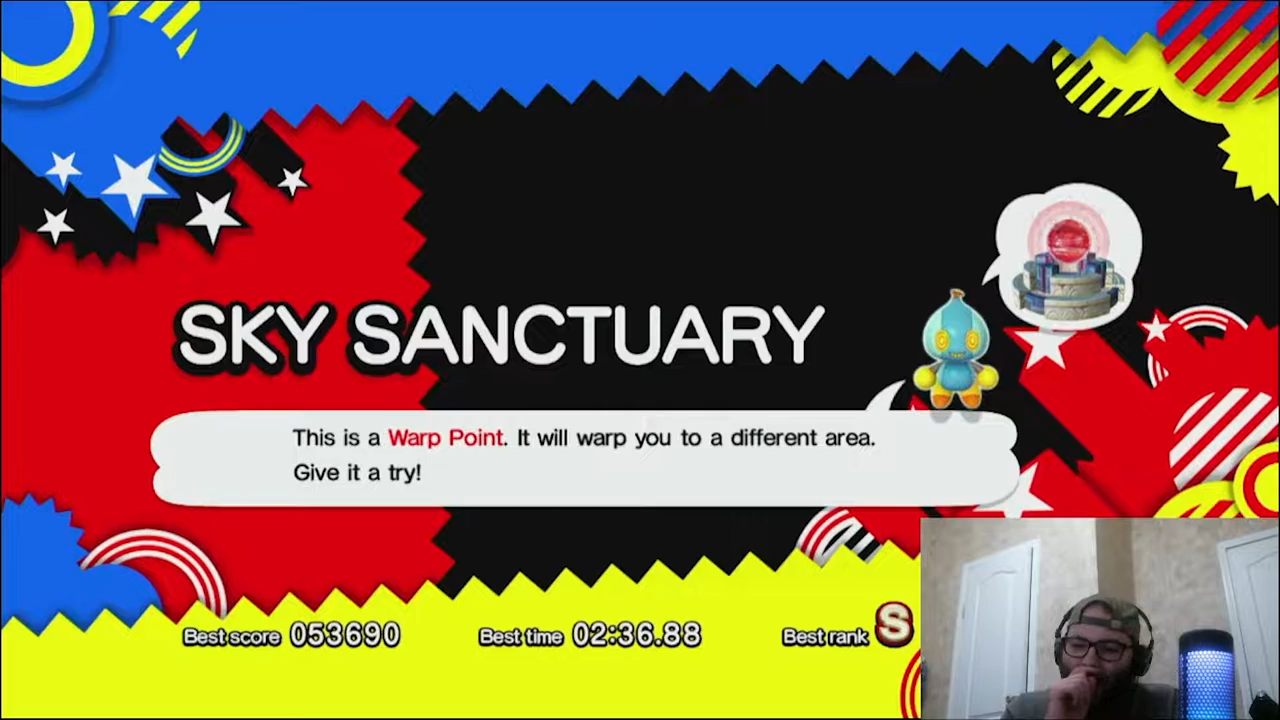 SKY SANCTUARY
This is a Warp Point. It will warp you to a different area.
Give it a try!
Best score 053690 Best time 02:36.88 Best rank S